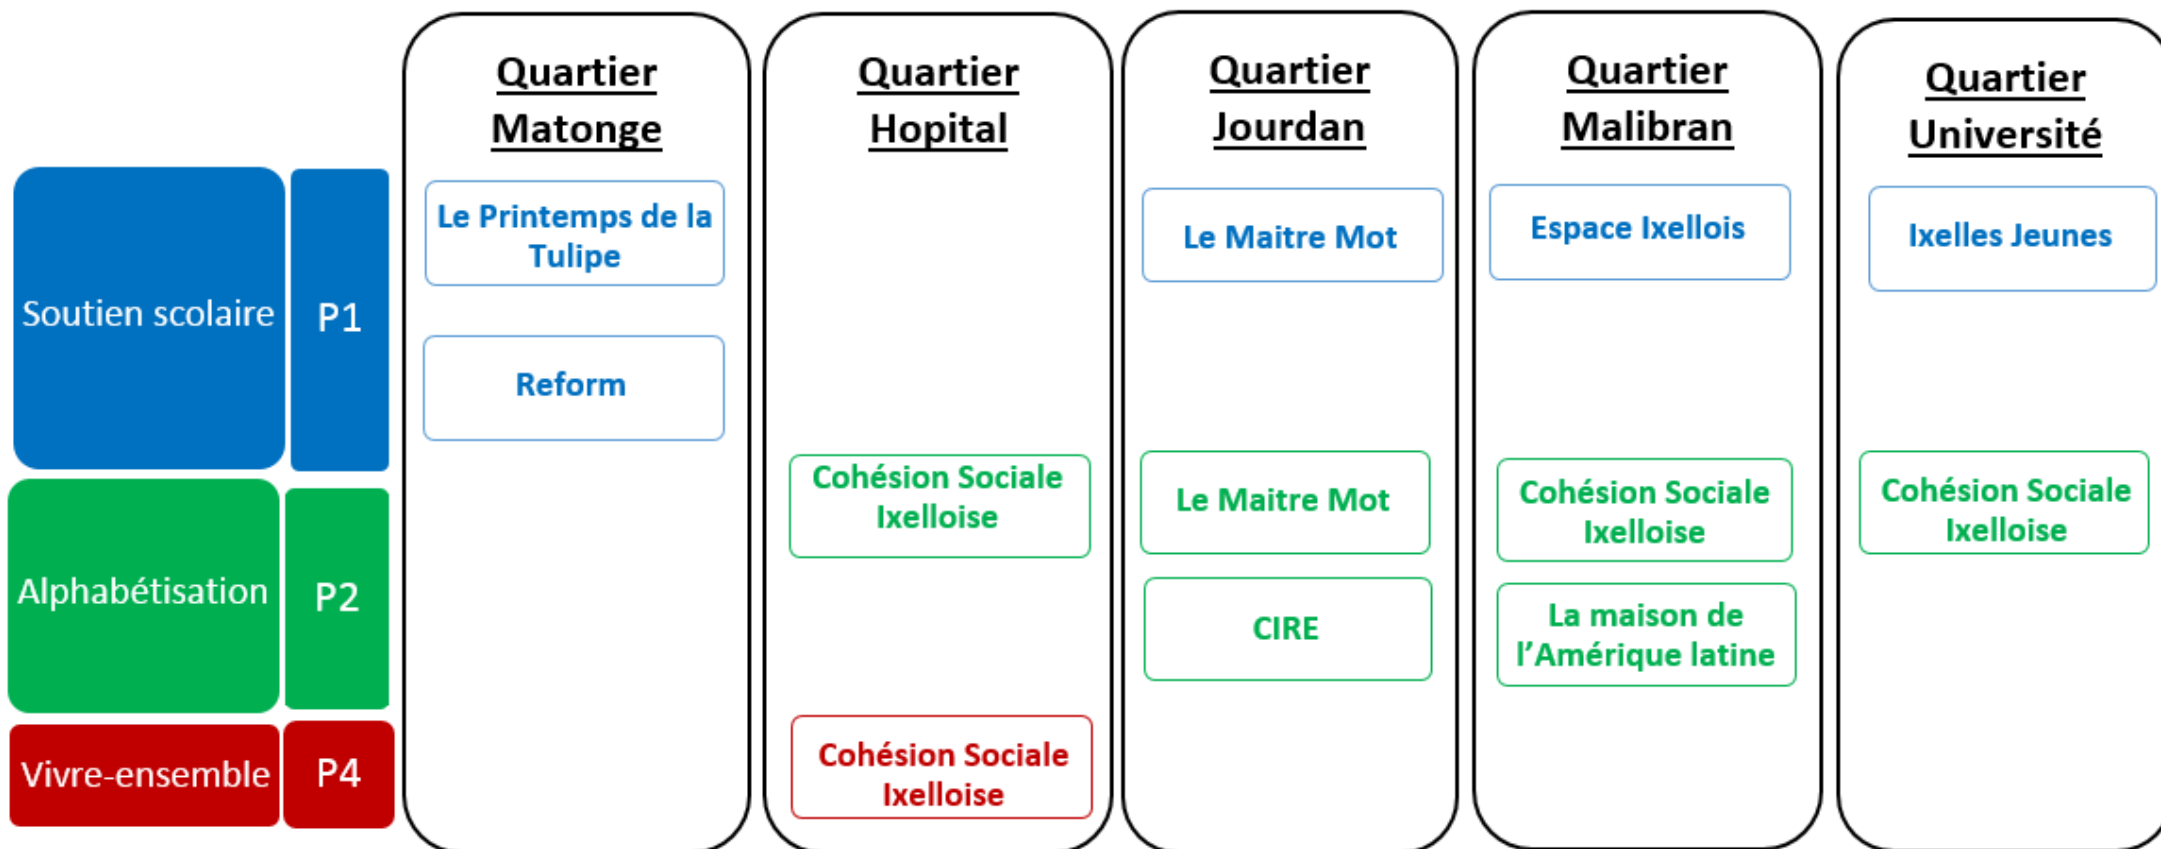 Quartier
Matonge
Quartier
Hopital
Quartier
Jourdan
Quartier
Malibran
Quartier
Université
Soutien scolaire
P1
Le Printemps de la
Tulipe
Reform
Le Maitre Mot
Espace Ixellois
Ixelles Jeunes
Alphabétisation
P2
Cohésion Sociale
Ixelloise
Le Maitre Mot
CIRE
Cohésion Sociale
Ixelloise
La maison de
l’Amérique latine
Cohésion Sociale
Ixelloise
Vivre-ensemble
P4
Cohésion Sociale
Ixelloise